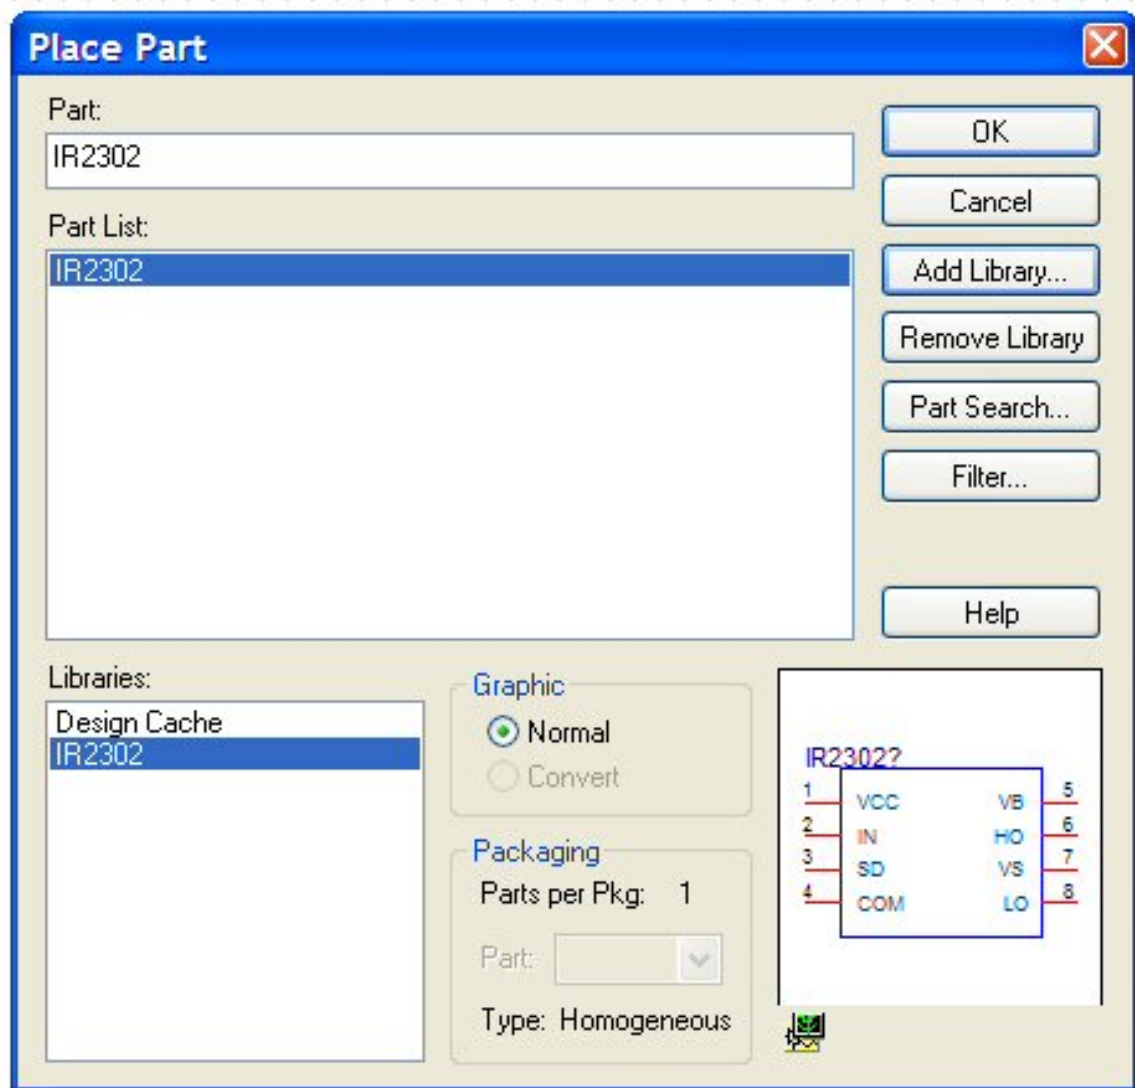 Place Part
Part:
IR2302
OK
Cancel
Part List:
IR2302
Add Library...
Remove Library
Part Search...
Filter...
Help
Libraries:
Design Cache
IR2302
Graphic
Normal
Convert
Packaging
Parts per Pkg: 1
Part:
Type: Homogeneous
IR2302?
1 VCC VB 5
2 IN HO 6
3 SD VS 7
4 COM LO 8